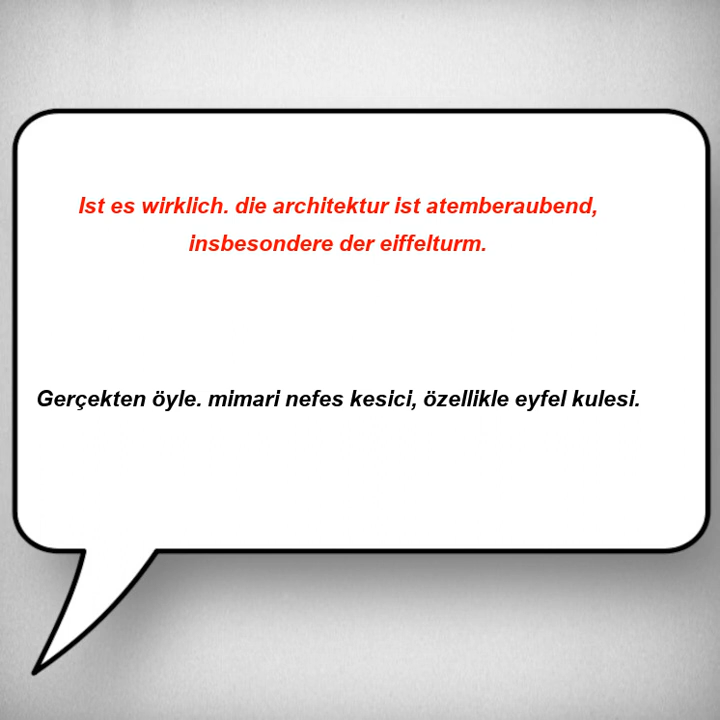 Ist es wirklich. die architektur ist atemberaubend,
insbesondere der eiffelturm.
Gerçekten öyle. mimari nefes kesici, özellikle eyfel kulesi.